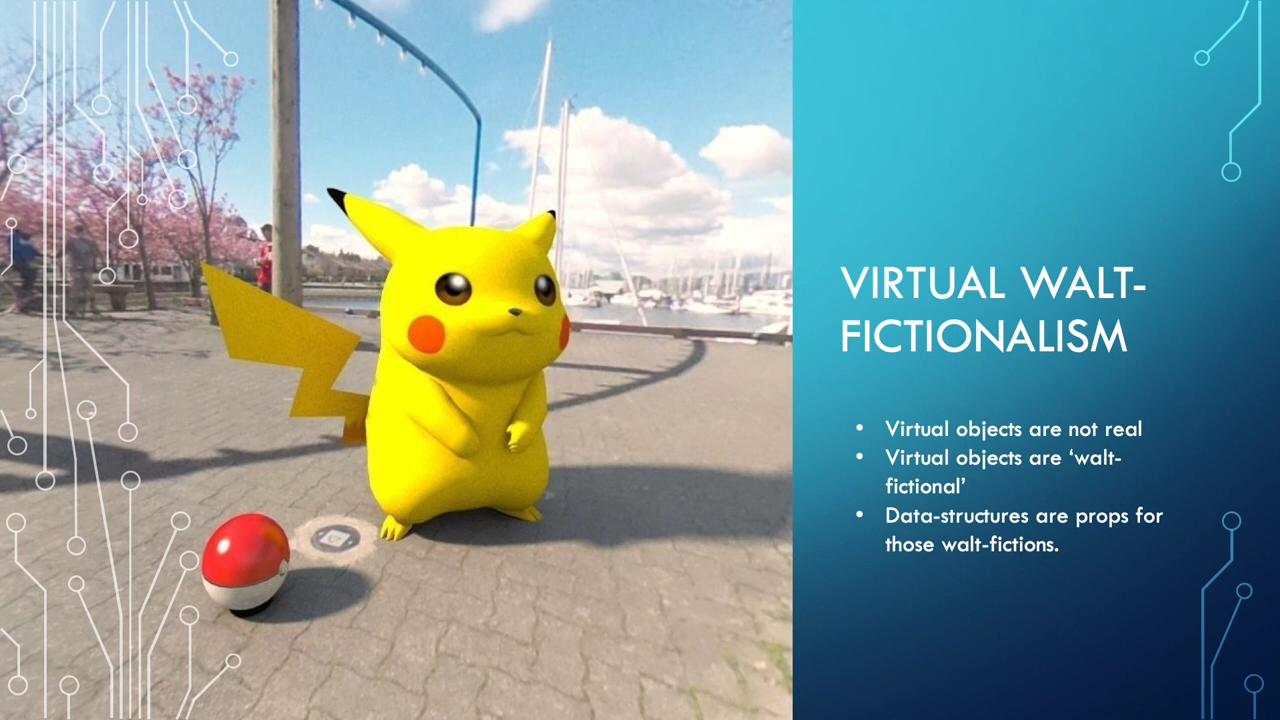 VIRTUAL WALT-
FICTIONALISM
• Virtual objects are not real
• Virtual objects are ‘walt-
fictional’
• Data-structures are props for
those walt-fictions.